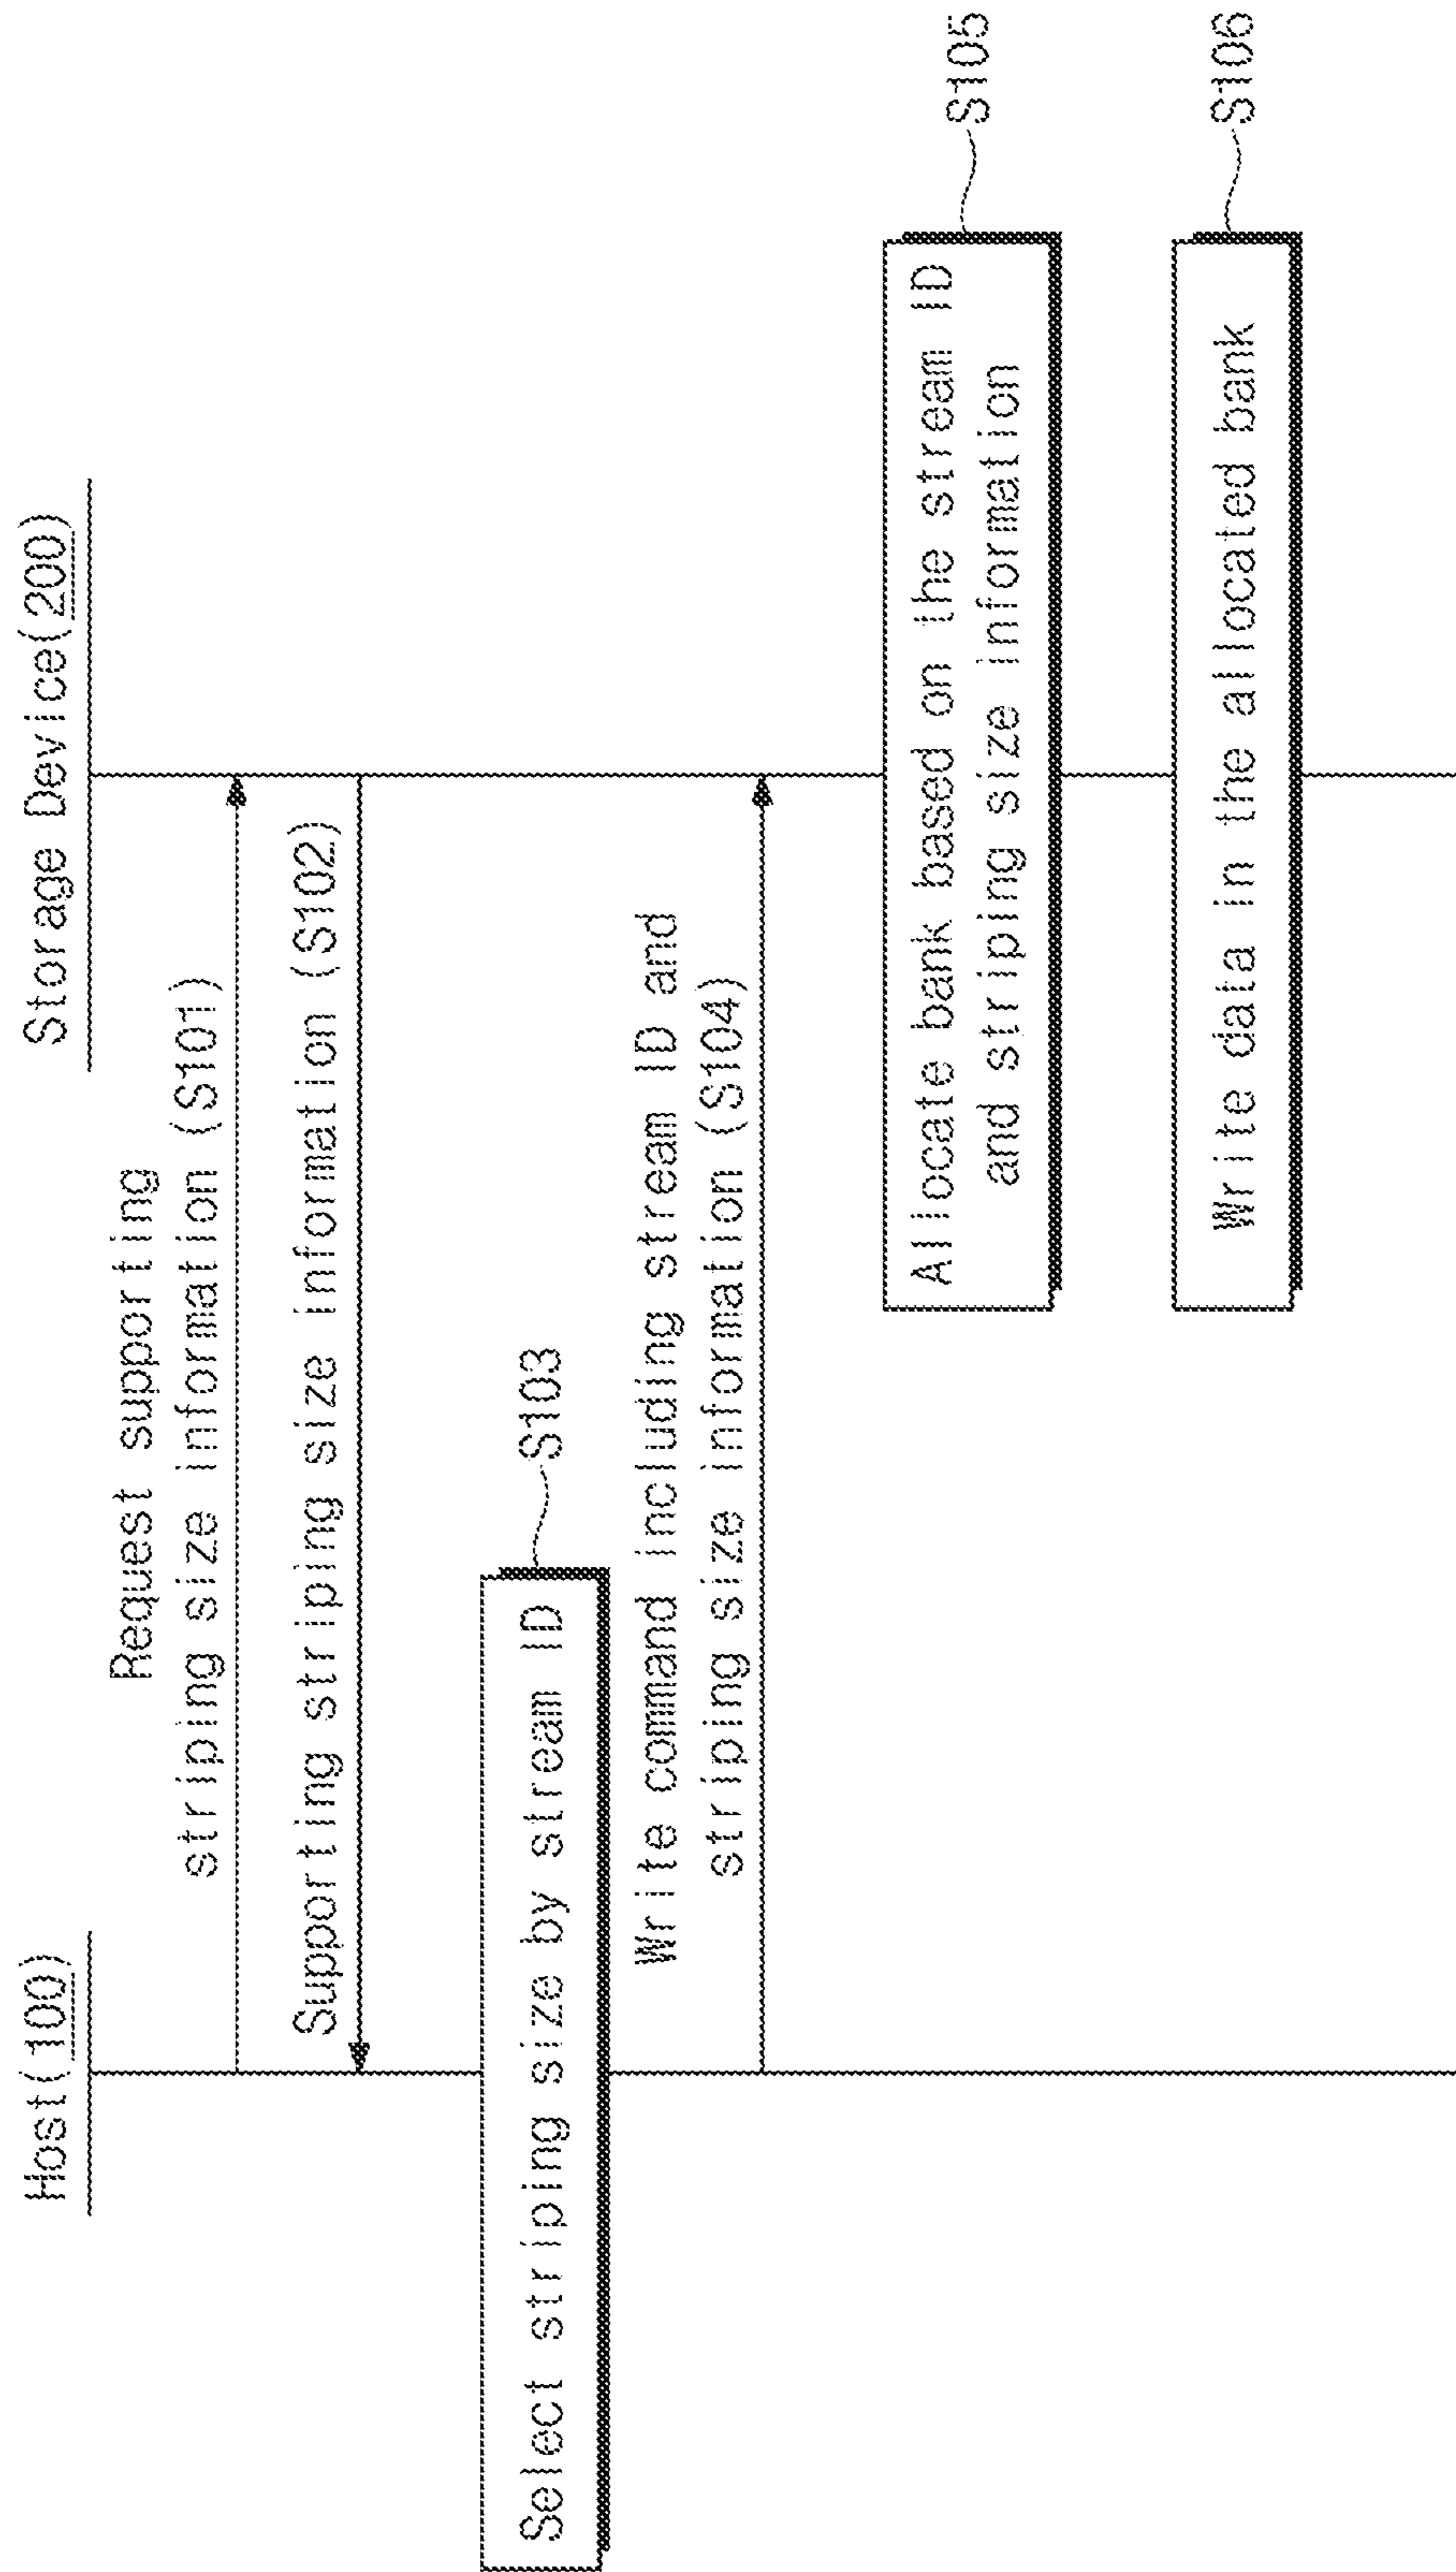 Host(100)
Storage Device(200)
Request supporting
striping size information (S101)
Supporting striping size information (S102)
Select striping size by stream ID
S103
Write command including stream ID and
striping size information (S104)
Allocate bank based on the stream ID
and striping size information
S105
Write data in the allocated bank
S106